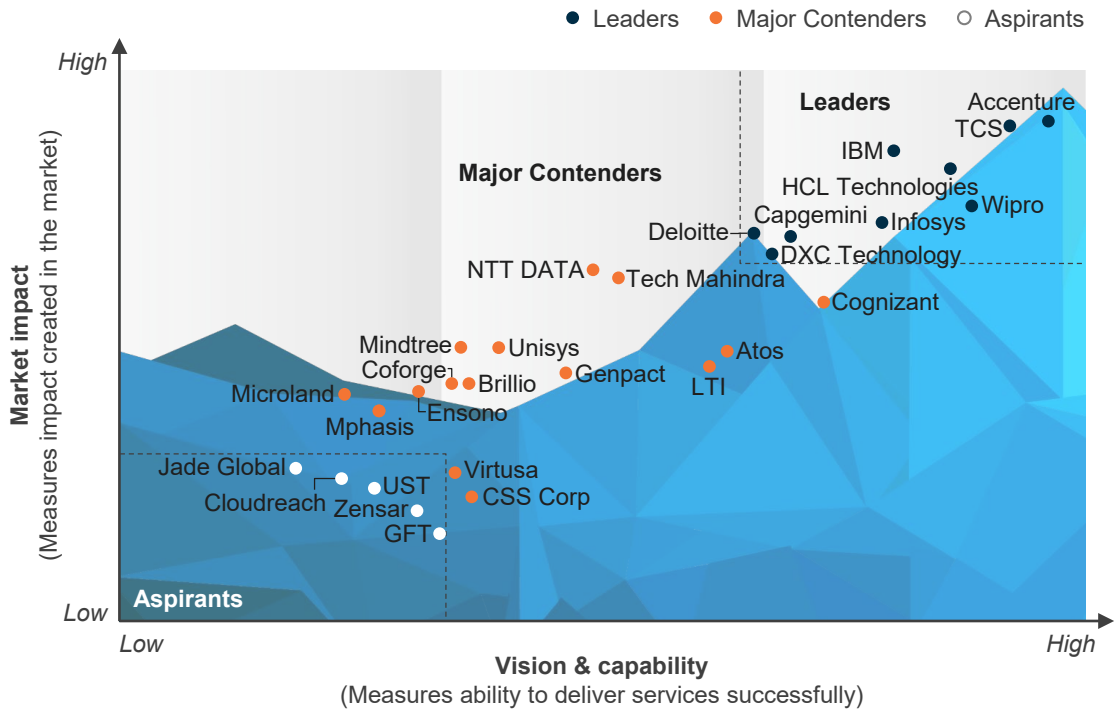 Leaders
Major Contenders
Aspirants
High
Leaders
Accenture
TCS
IBM
Major Contenders
HCL Technologies
Wipro
Capgemini
Infosys
Deloitte
DXC Technology
NTT DATA
Tech Mahindra
Cognizant
Mindtree
Unisys
Atos
Coforge
Brillio
Genpact
LTI
Microland
Ensono
Mphasis
Jade Global
Virtusa
UST
Cloudreach
CSS Corp
Zensar
GFT
Aspirants
Low
Market impact
(Measures impact created in the market)
Low
High
Vision & capability
(Measures ability to deliver services successfully)